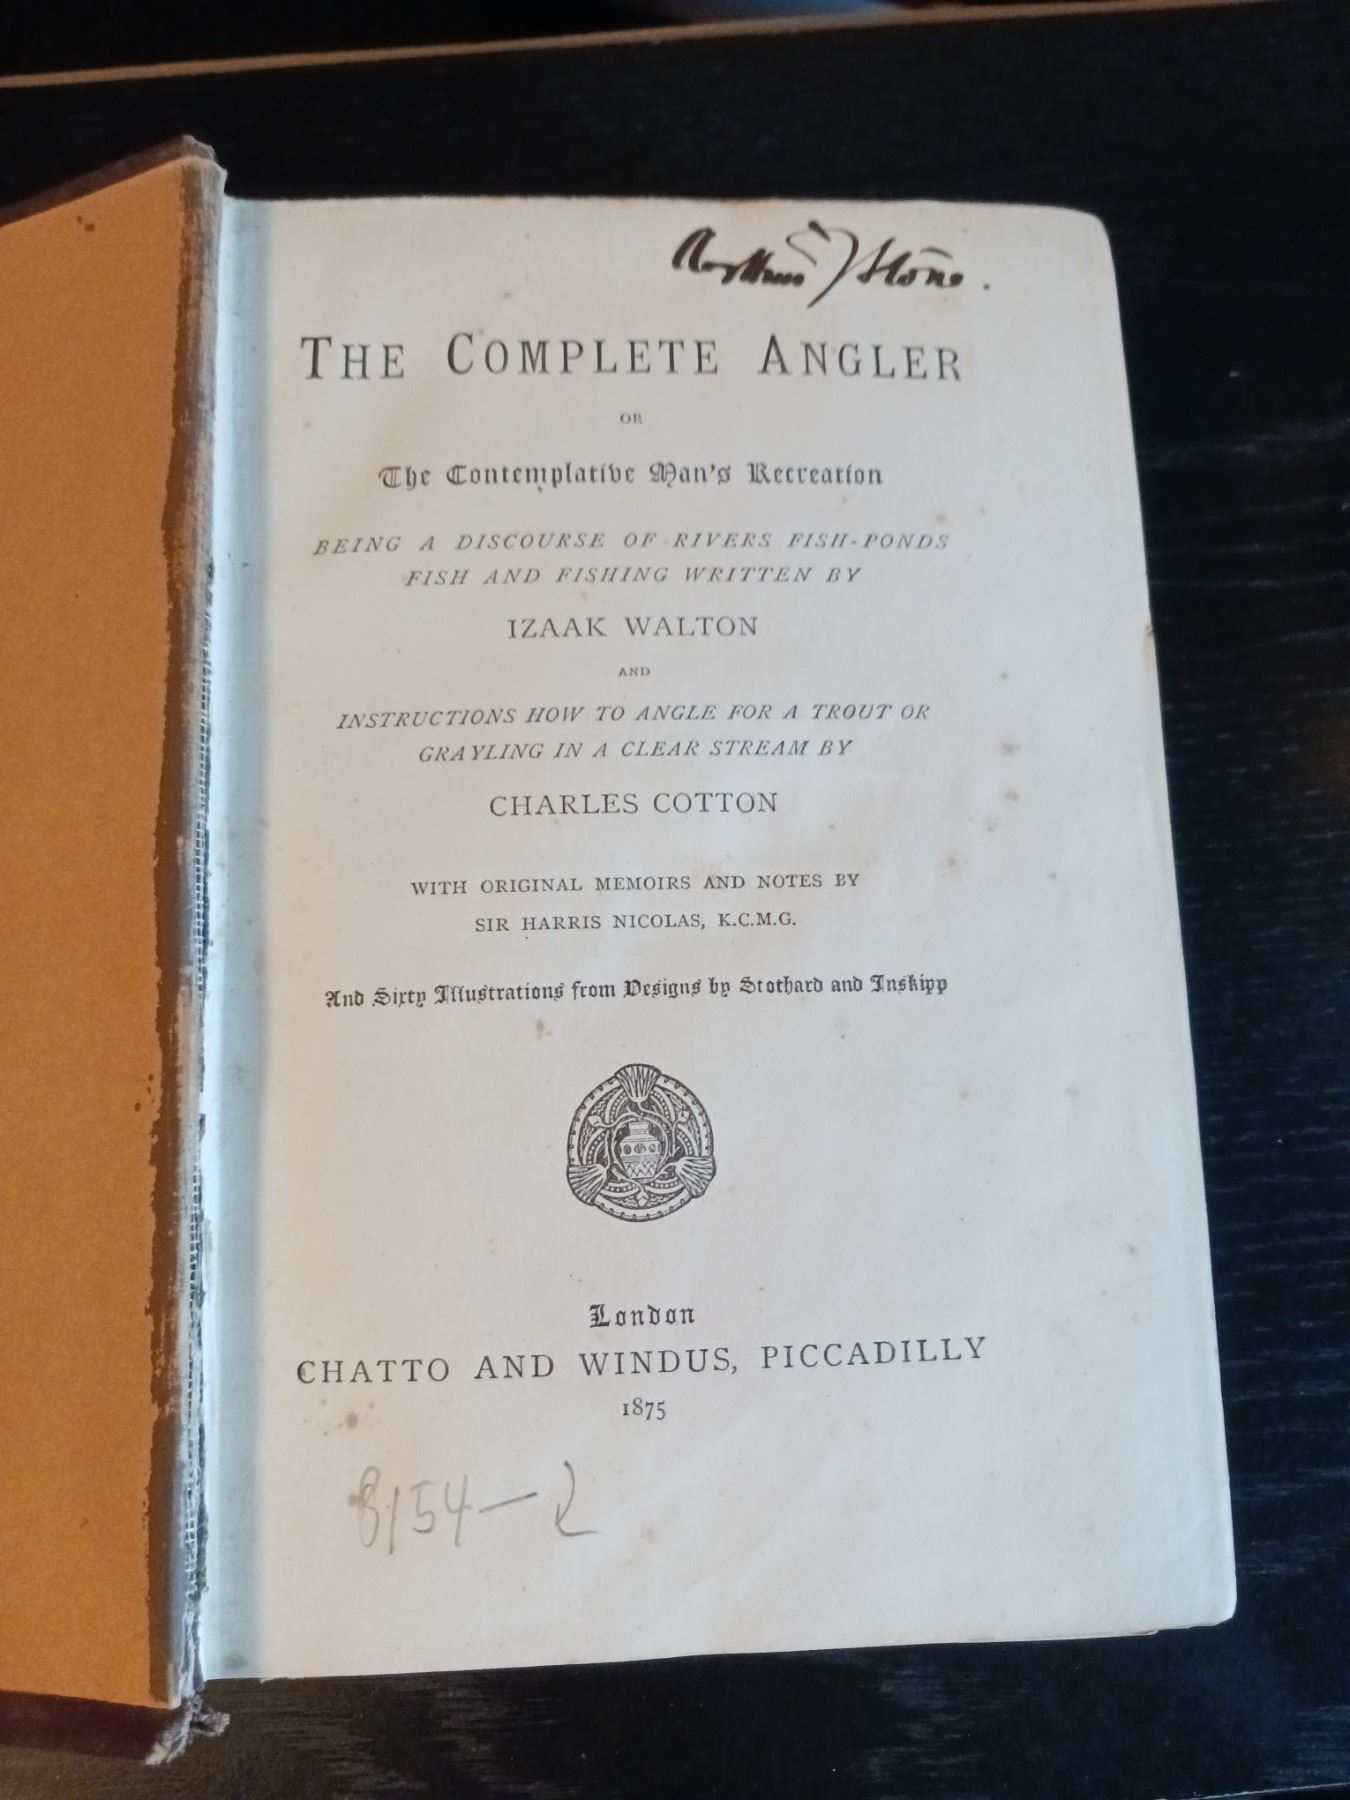 THE COMPLETE ANGLER
OR
The Contemplative Man's Recreation
BEING A DISCOURSE OF RIVERS FISH-PONDS
FISH AND FISHING WRITTEN BY
IZAAK WALTON
AND
INSTRUCTIONS HOW TO ANGLE FOR A TROUT OR
GRAYLING IN A CLEAR STREAM BY
CHARLES COTTON
WITH ORIGINAL MEMOIRS AND NOTES BY
SIR HARRIS NICOLAS, K.C.M.G.
And Sixty Illustrations from Designs by Stothard and Inskipp
London
CHATTO AND WINDUS, PICCADILLY
1875
8154—2